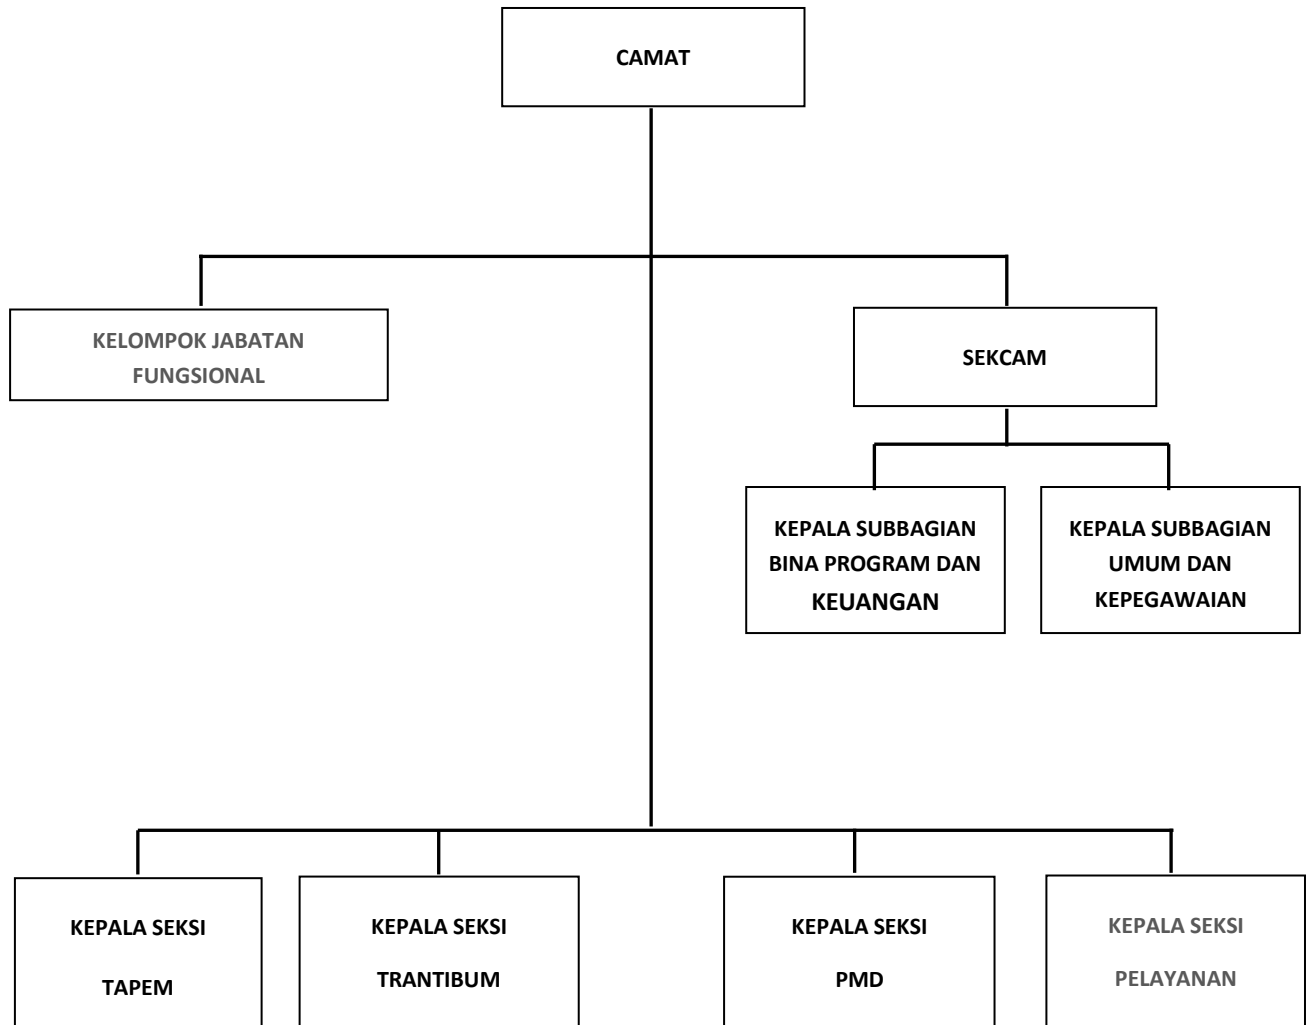 CAMAT
KELOMPOK JABATAN
FUNGSIONAL
SEKCAM
KEPALA SUBBAGIAN
BINA PROGRAM DAN
KEUANGAN
KEPALA SUBBAGIAN
UMUM DAN
KEPEGAWAIAN
KEPALA SEKSI
TAPEM
KEPALA SEKSI
TRANTIBUM
KEPALA SEKSI
PMD
KEPALA SEKSI
PELAYANAN